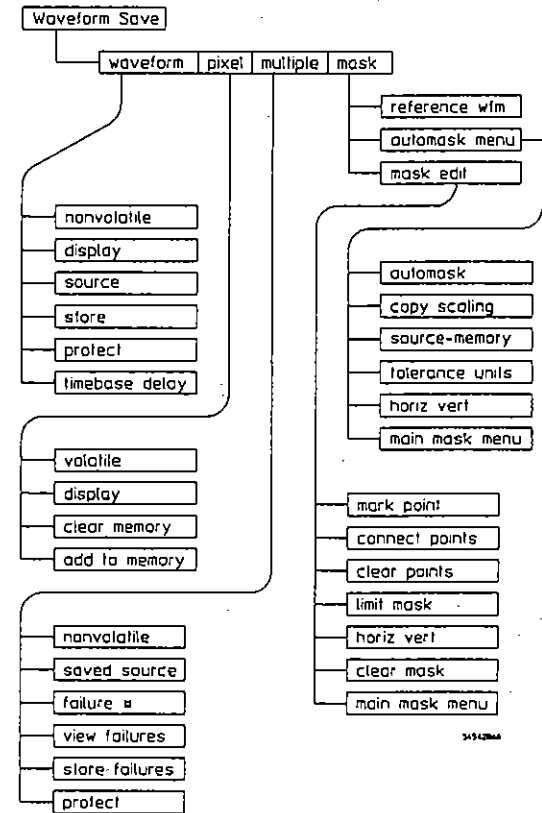 Waveform Save
waveform pixel multiple mask
reference wfm
automask menu
mask edit
nonvolatile
display
source
store
protect
timebase delay
automask
copy scaling
source-memory
tolerance units
horiz vert
main mask menu
volatile
display
clear memory
add to memory
mark point
connect points
clear points
limit mask
horiz vert
clear mask
main mask menu
nonvolatile
saved source
failure ¤
view failures
store failures
protect